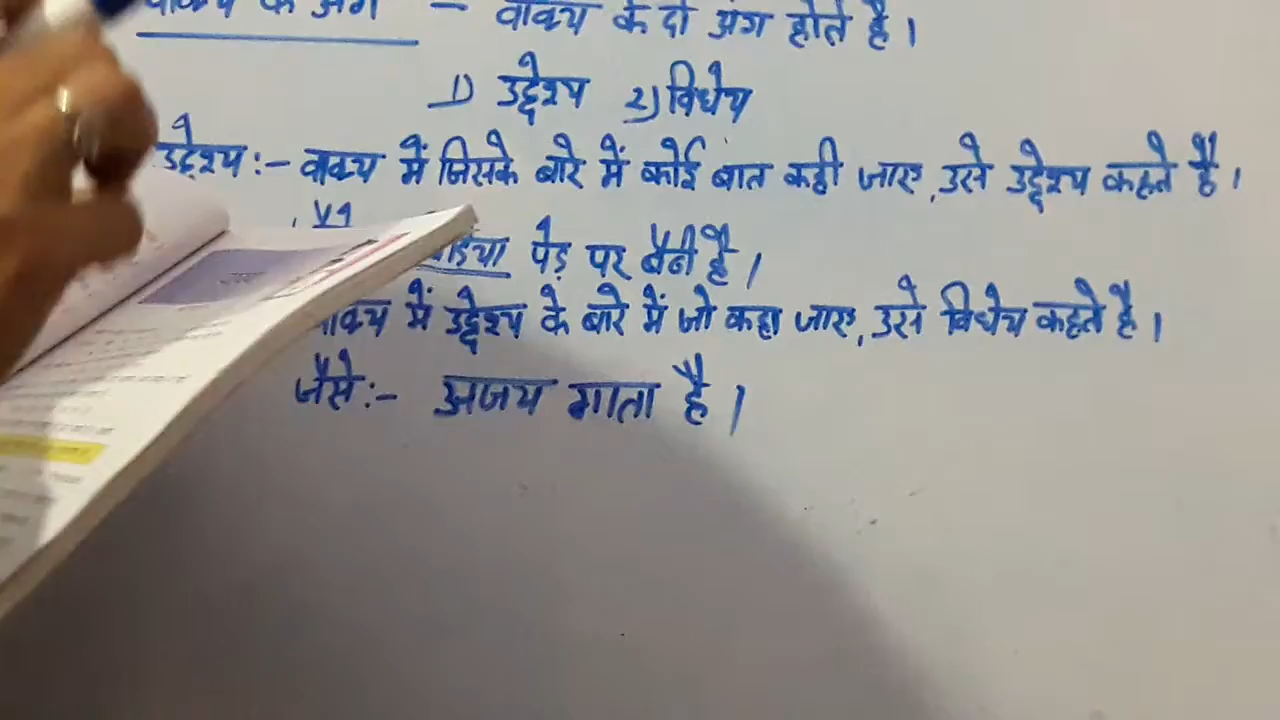 वाक्य के अंग - वाक्य के दो अंग होते है।
1) उद्देश्य 2) विधेय
उद्देश्य :- वाक्य में जिसके बारे में कोई बात कही जाए, उसे उद्देश्य कहते है।
पेड़ पर बैठी है।
वाक्य में उद्देश्य के बारे में जो कहा जाए, उसे विधेय कहते है।
जैसे :- अजय गाता है।